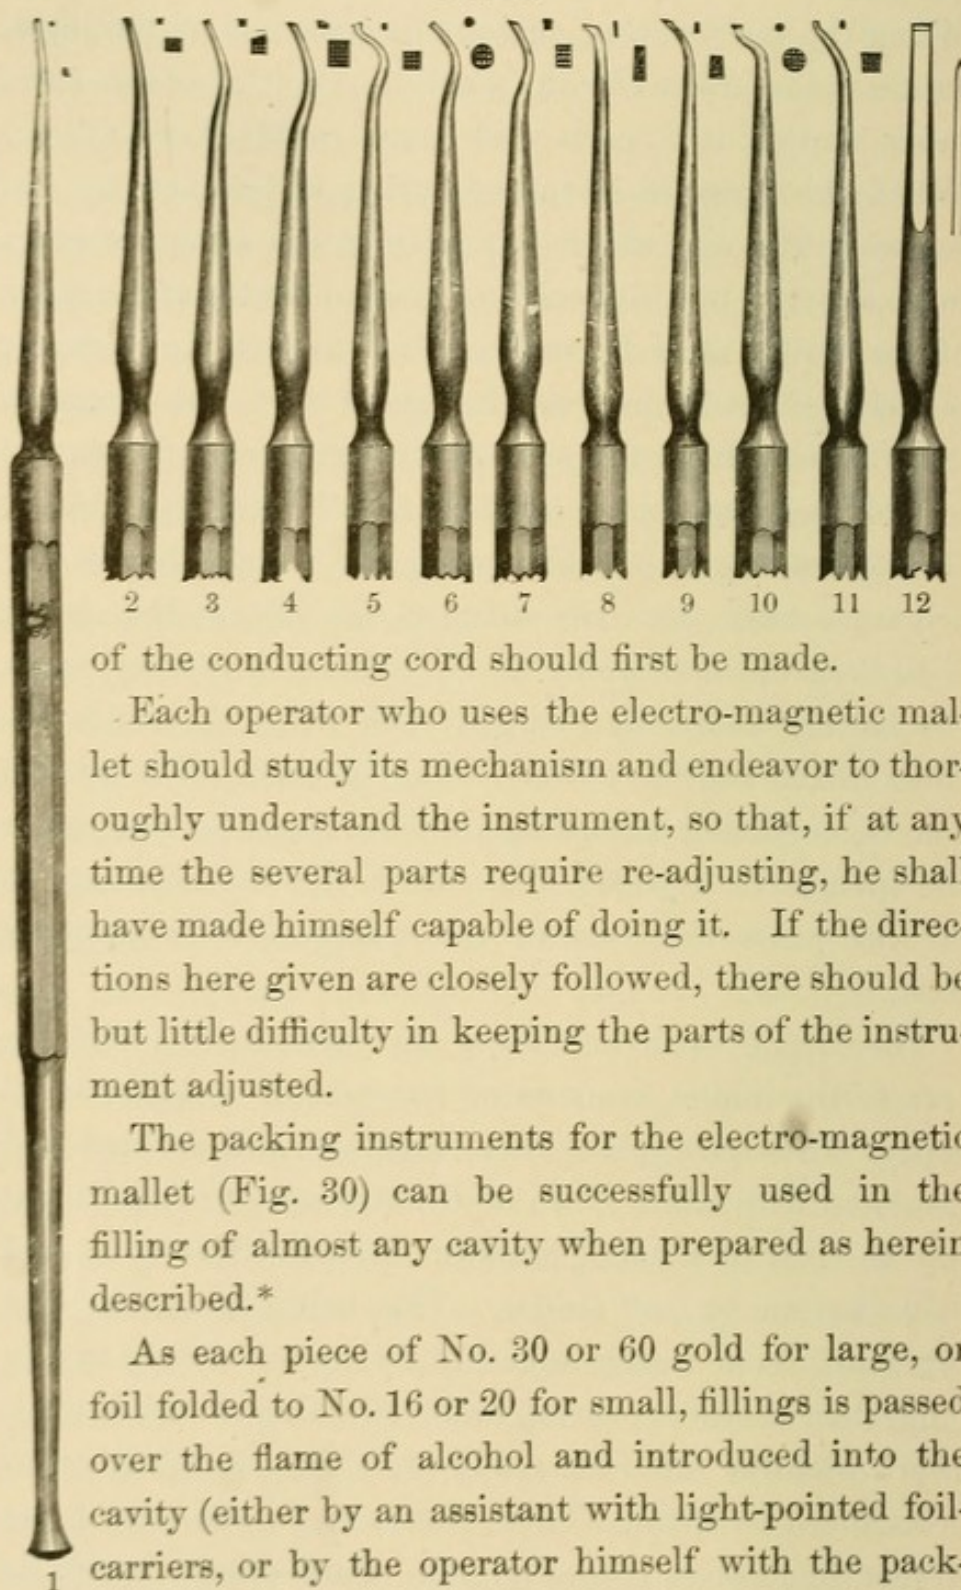 2 3 4 5 6 7 8 9 10 11 12
of the conducting cord should first be made.
Each operator who uses the electro-magnetic mal-
let should study its mechanism and endeavor to thor-
oughly understand the instrument, so that, if at any
time the several parts require re-adjusting, he shall
have made himself capable of doing it. If the direc-
tions here given are closely followed, there should be
but little difficulty in keeping the parts of the instru-
ment adjusted.
The packing instruments for the electro-magnetic
mallet (Fig. 30) can be successfully used in the
filling of almost any cavity when prepared as herein
described.*
As each piece of No. 30 or 60 gold for large, or
foil folded to No. 16 or 20 for small, fillings is passed
over the flame of alcohol and introduced into the
cavity (either by an assistant with light-pointed foil-
carriers, or by the operator himself with the pack-
1